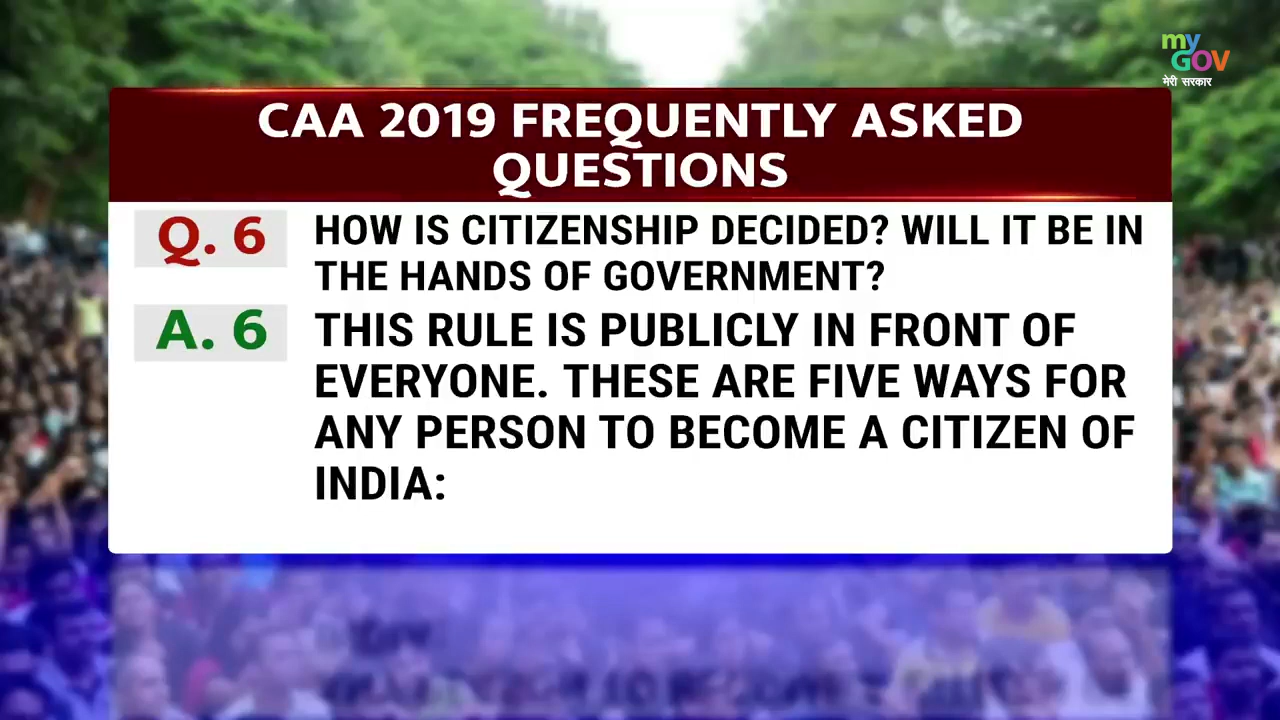 my
GOV
मेरी सरकार
CAA 2019 FREQUENTLY ASKED
QUESTIONS
Q. 6
HOW IS CITIZENSHIP DECIDED? WILL IT BE IN
THE HANDS OF GOVERNMENT?
A. 6
THIS RULE IS PUBLICLY IN FRONT OF
EVERYONE. THESE ARE FIVE WAYS FOR
ANY PERSON TO BECOME A CITIZEN OF
INDIA: